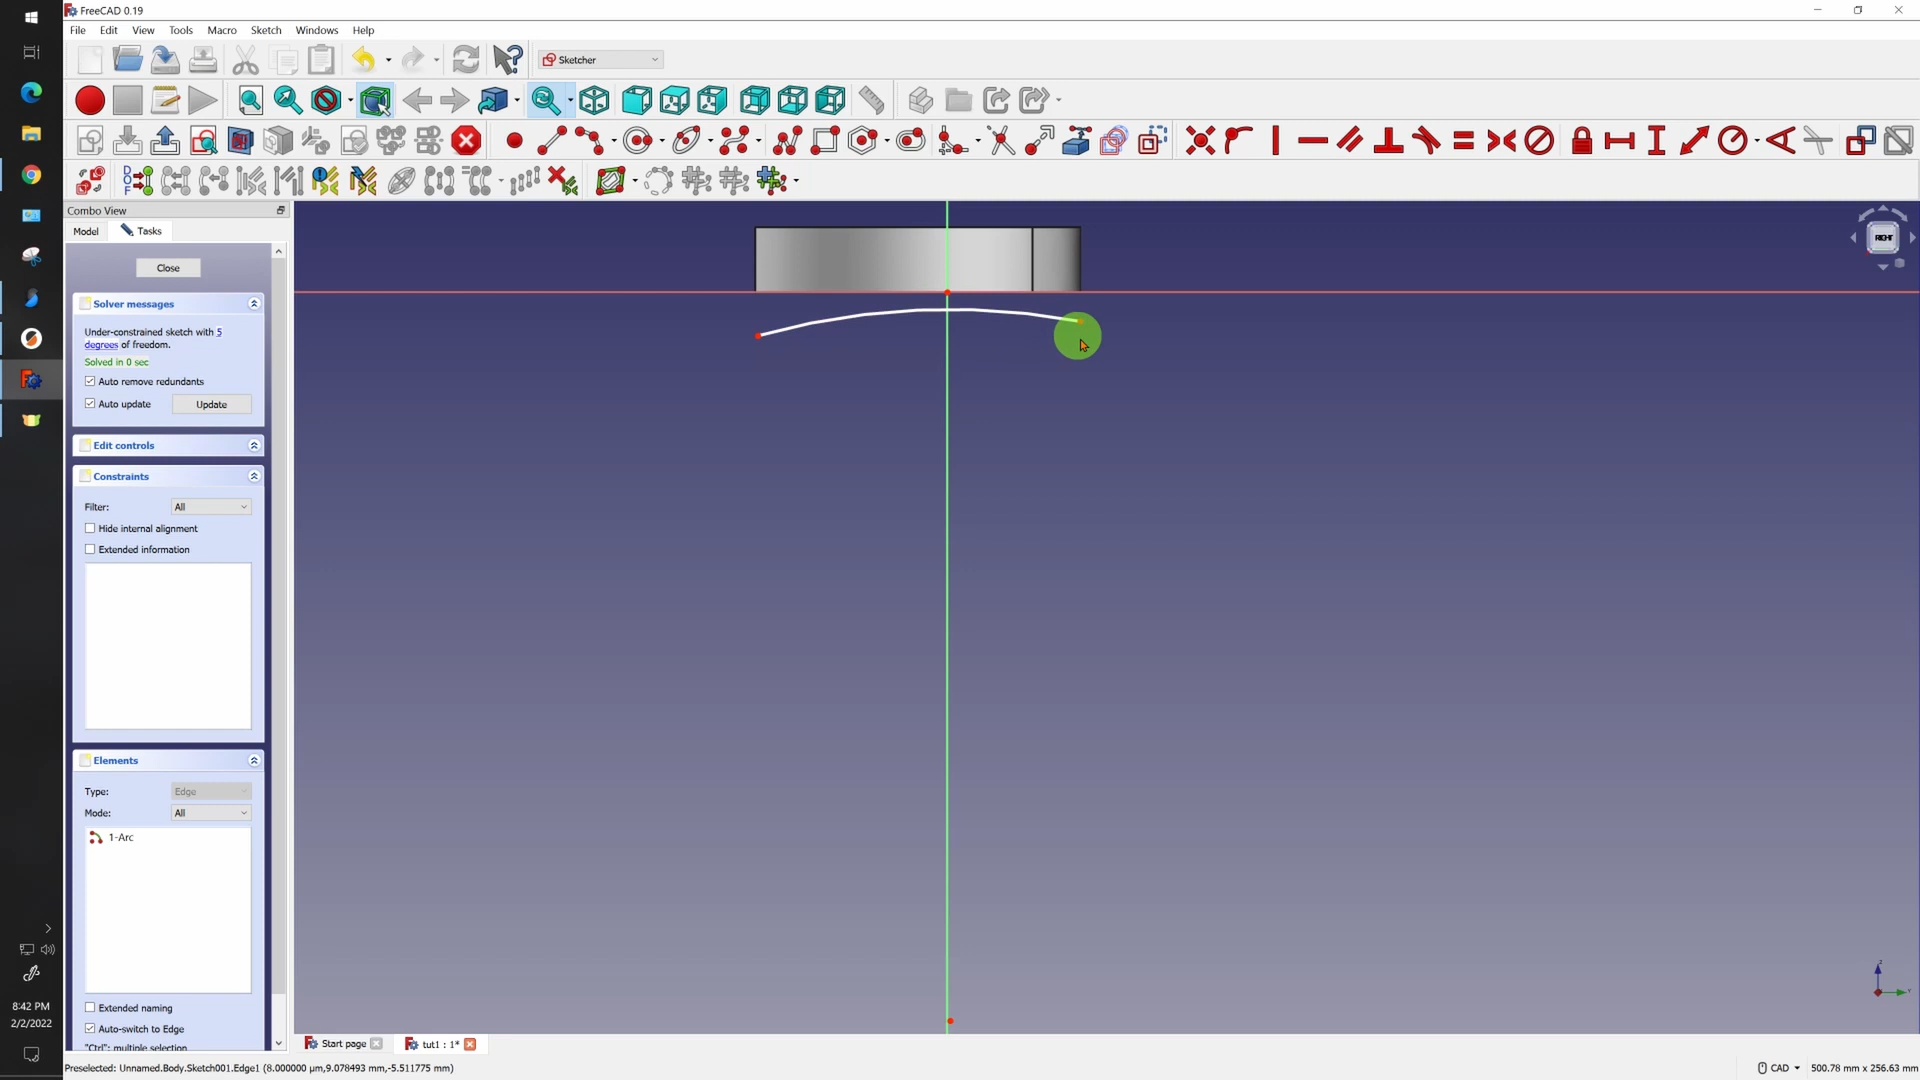 FreeCAD 0.19
File Edit View Tools Macro Sketch Windows Help
Sketcher
Combo View
Model Tasks
Close
Solver messages
Under-constrained sketch with 5
degrees of freedom.
Solved in 0 sec
Auto remove redundants
Auto update Update
Edit controls
Constraints
Filter: All
Hide internal alignment
Extended information
Elements
Type: Edge
Mode: All
1-Arc
Extended naming
Auto-switch to Edge
"Ctrl": multiple selection
RIGHT
Z
Y
8:42 PM
2/2/2022
Start page tut1 : 1*
Preselected: Unnamed.Body.Sketch001.Edge1 (8.000000 µm,9.078493 mm,-5.511775 mm)
CAD 500.78 mm x 256.63 mm